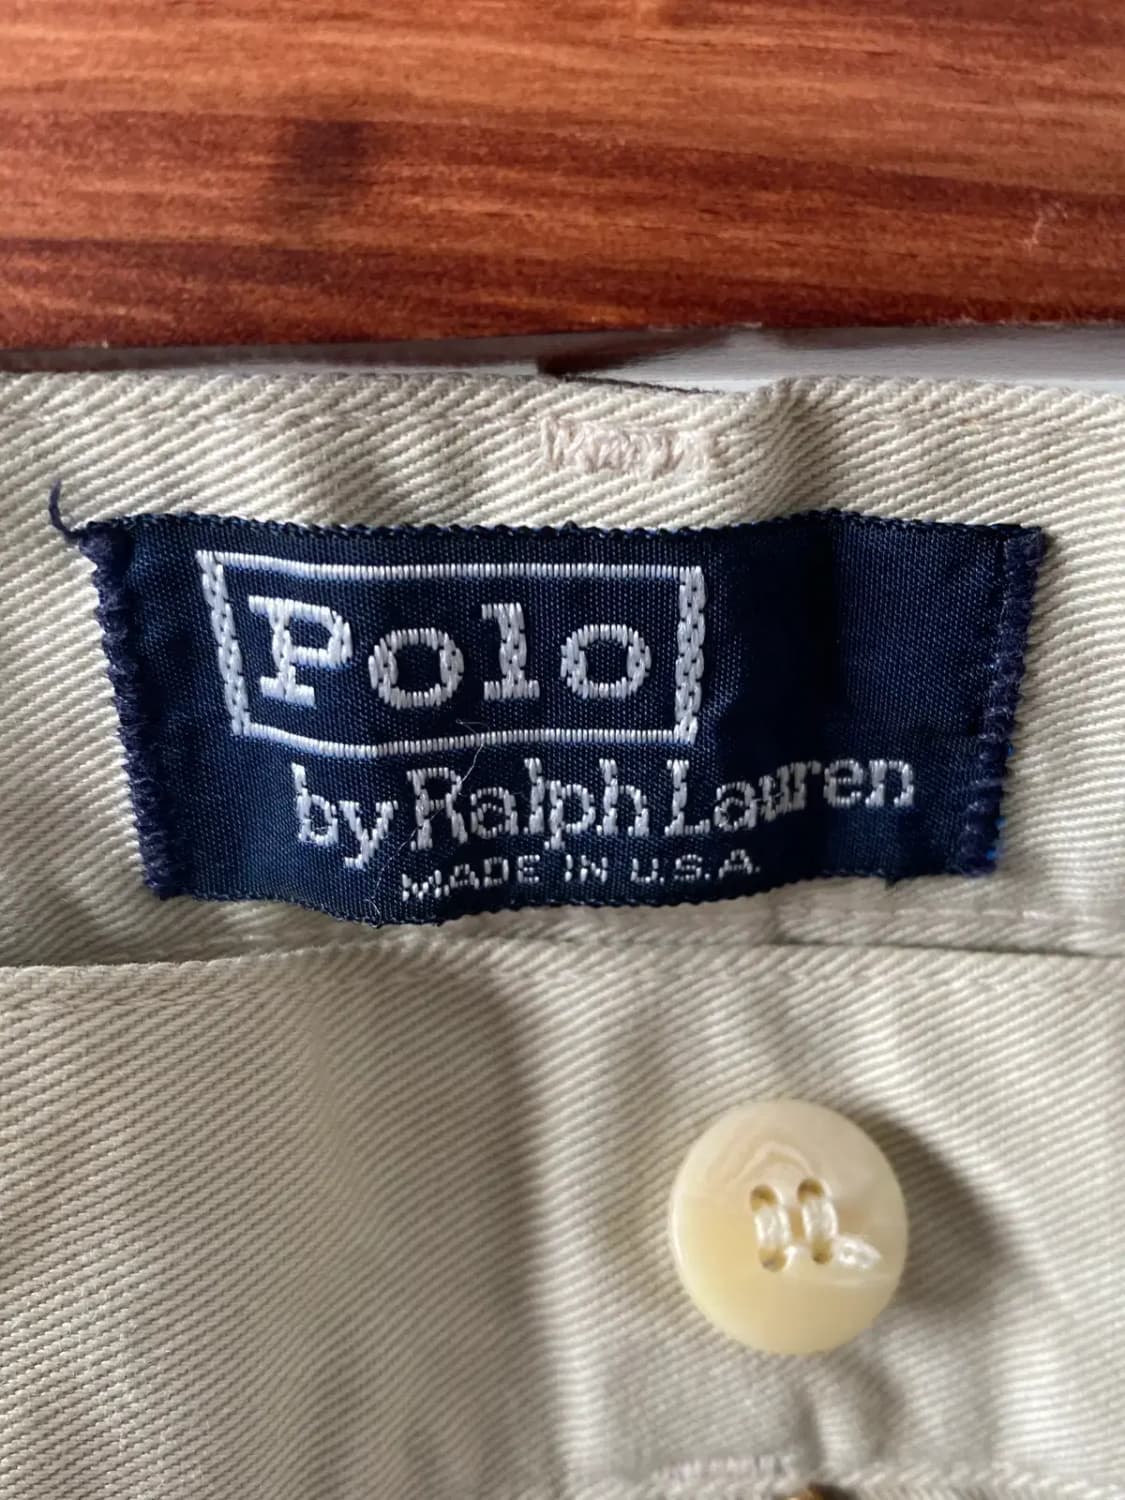 Polo
by Ralph Lauren
MADE IN U.S.A.